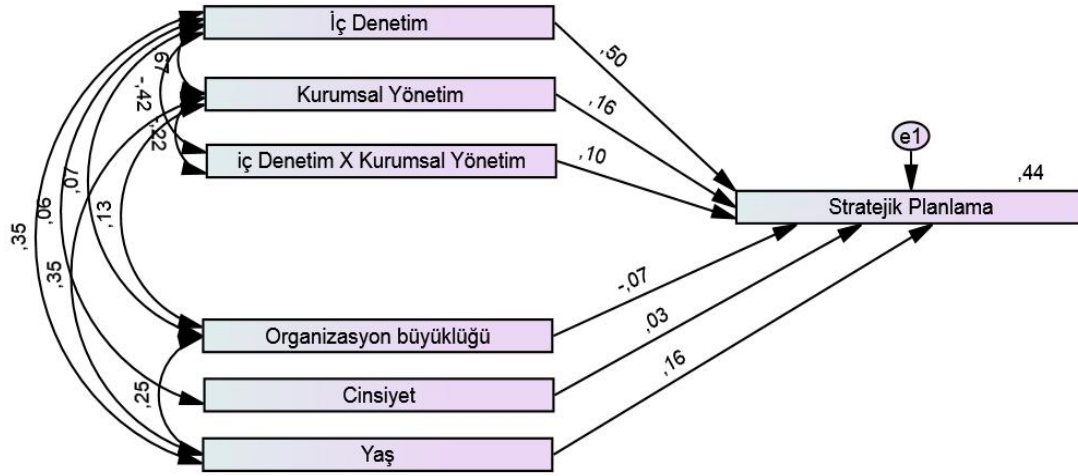 İç Denetim
,50
,67
Kurumsal Yönetim
,16
-,42
-,22
iç Denetim X Kurumsal Yönetim
,10
e1
,44
Stratejik Planlama
,07
,06
,13
,35
,35
-,07
Organizasyon büyüklüğü
,03
,25
Cinsiyet
,16
Yaş